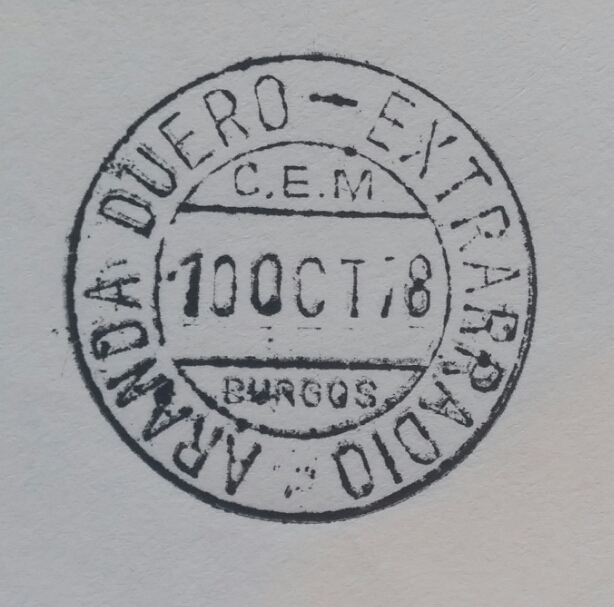 ARANDA DUERO - EXTRARRADIO
C.E.M
10 OCT 78
BURGOS